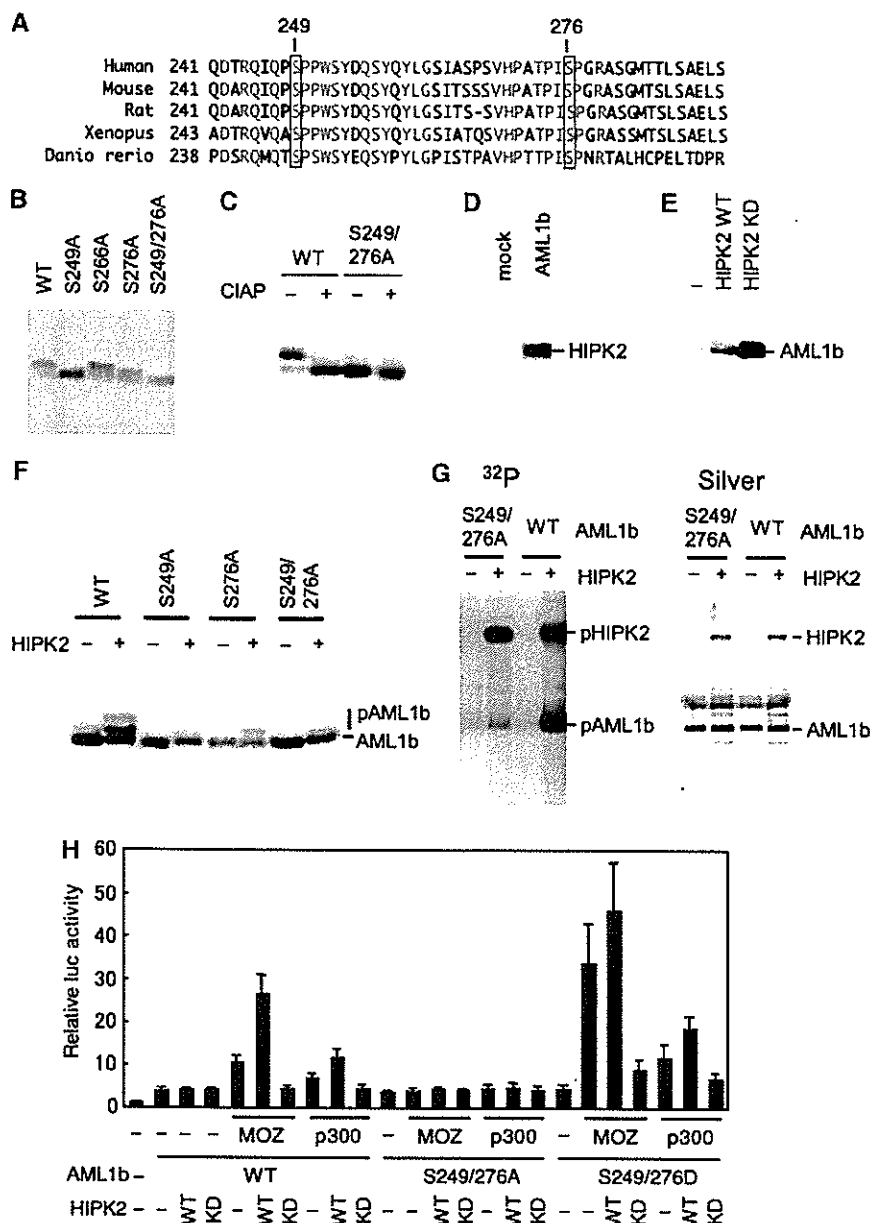 A
249 276
Human 241 QDTRQIQPSPPWSYDQSYQYLGSIASPSVHPATPISPGRASGMTTLSAELS
Mouse 241 QDARQIQPSPPWSYDQSYQYLGSITSSSVHPATPISPGRASGMTSLSAELS
Rat 241 QDARQIQPSPPWSYDQSYQYLGSITS-SVHPATPISPGRASGMTSLSAELS
Xenopus 243 ADTRQVQASPPWSYDQSYQYLGSIATQSVHPATPISPGRASSMTSLSAELS
Danio rerio 238 PDSRQMQTSPSWSYEQSYPYLGPISTPAVHPTTPISPNRTALHCPELTDPR
B
WT S249A S266A S276A S249/276A
C
WT S249/
276A
CIAP – + – +
D
mock AML1b
HIPK2
E
– HIPK2 WT HIPK2 KD
AML1b
F
WT S249A S276A S249/
276A
HIPK2 – + – + – + – +
pAML1b
AML1b
G
32P Silver
S249/
276A WT AML1b
– + – + HIPK2
pHIPK2
pAML1b
S249/
276A WT AML1b
– + – + HIPK2
HIPK2
AML1b
H
Relative luc activity
60
50
40
30
20
10
0
– – – – MOZ p300 – MOZ p300 – MOZ p300
AML1b – WT S249/276A S249/276D
HIPK2 – – WT KD – WT KD – WT KD – – WT KD – WT KD – – WT KD – WT KD